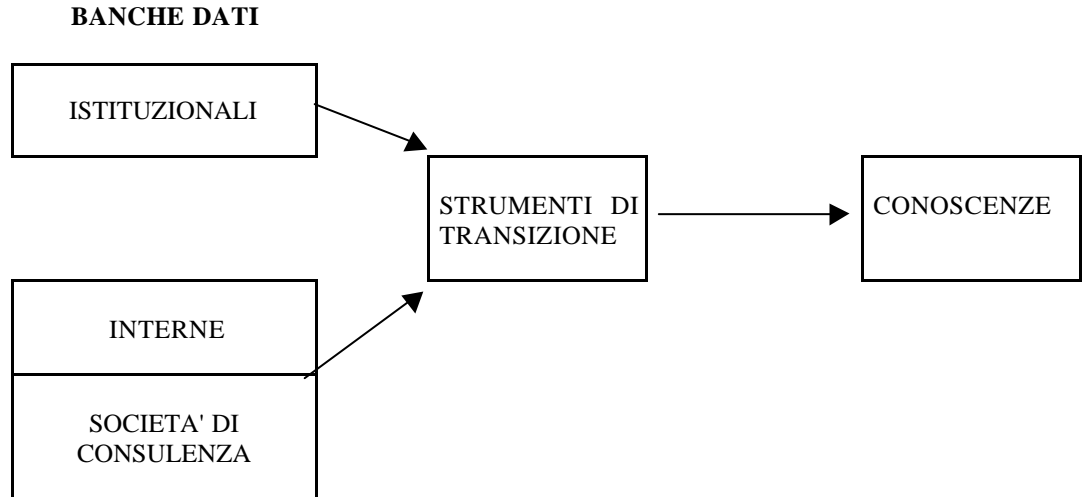 BANCHE DATI
ISTITUZIONALI
STRUMENTI DI
TRANSIZIONE
CONOSCENZE
INTERNE
SOCIETA' DI
CONSULENZA